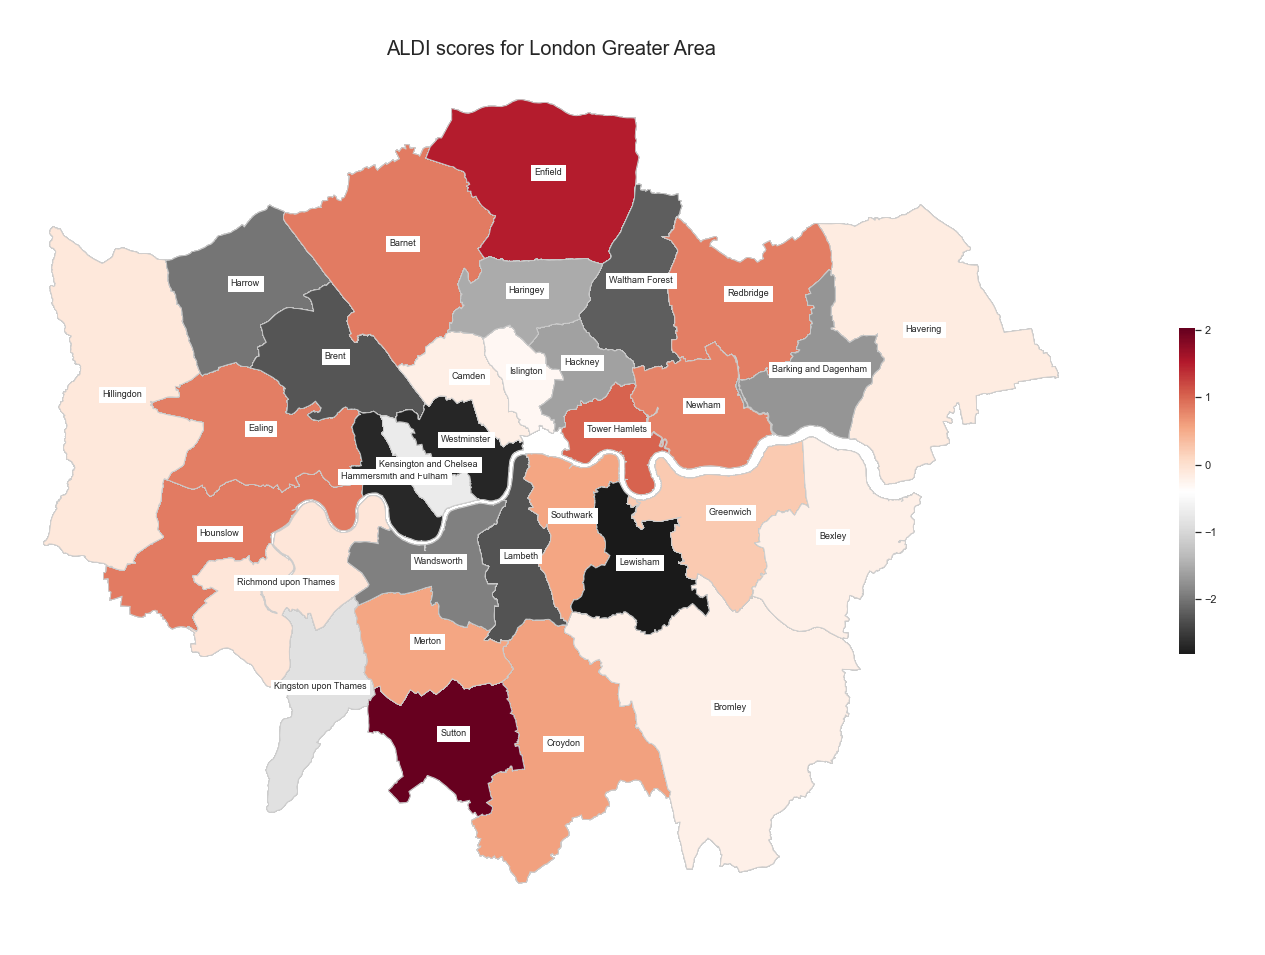 ALDI scores for London Greater Area
Enfield
Barnet
Harrow
Haringey
Waltham Forest
Redbridge
Havering
Brent
Hackney
Islington
Camden
Barking and Dagenham
Hillingdon
Newham
Ealing
Tower Hamlets
Westminster
Kensington and Chelsea
Hammersmith and Fulham
Southwark
Greenwich
Hounslow
Bexley
Lambeth
Wandsworth
Lewisham
Richmond upon Thames
Merton
Kingston upon Thames
Bromley
Sutton
Croydon
2
1
0
−1
−2